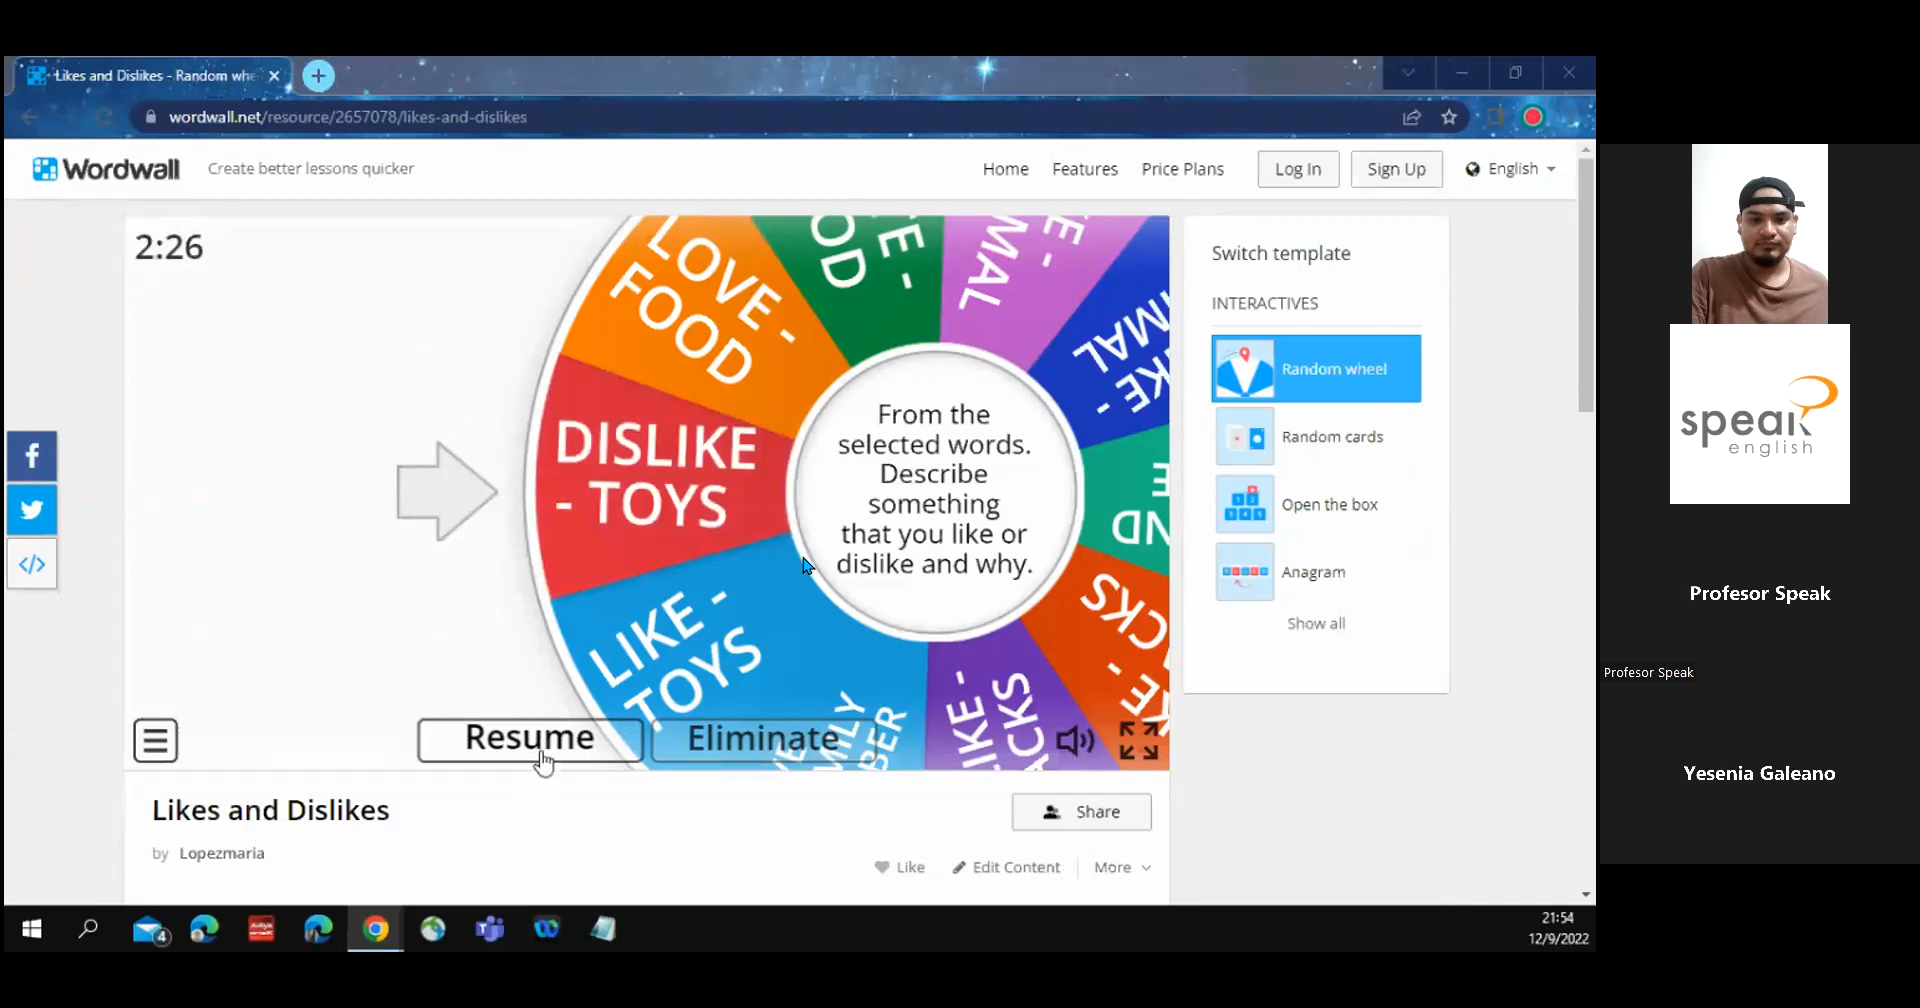 Likes and Dislikes - Random whe
wordwall.net/resource/2657078/likes-and-dislikes
Wordwall
Create better lessons quicker
Home
Features
Price Plans
Log In
Sign Up
English
2:26
LOVE -
FOOD
DISLIKE
- TOYS
LIKE -
TOYS
From the
selected words.
Describe
something
that you like or
dislike and why.
Resume
Eliminate
Switch template
INTERACTIVES
Random wheel
Random cards
Open the box
Anagram
Show all
Likes and Dislikes
by Lopezmaria
Share
Like
Edit Content
More
4
21:54
12/9/2022
speak
english
Profesor Speak
Profesor Speak
Yesenia Galeano